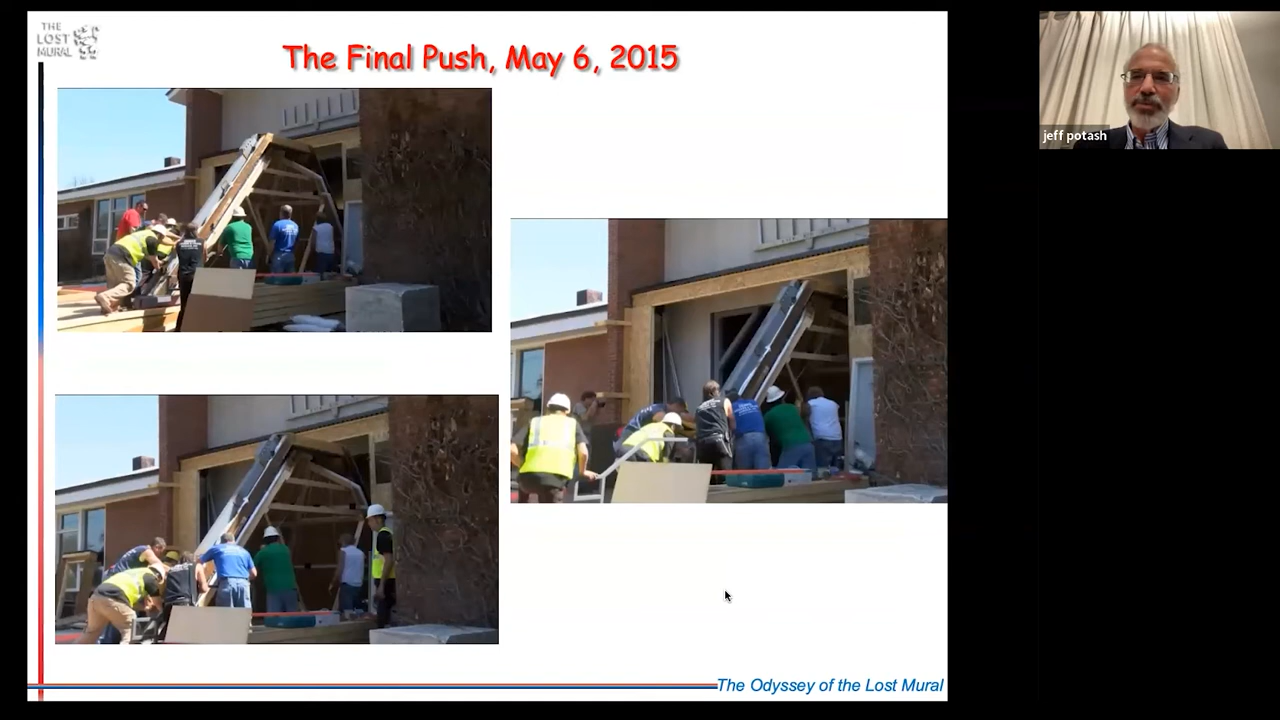 THE
LOST
MURAL
The Final Push, May 6, 2015
jeff potash
The Odyssey of the Lost Mural